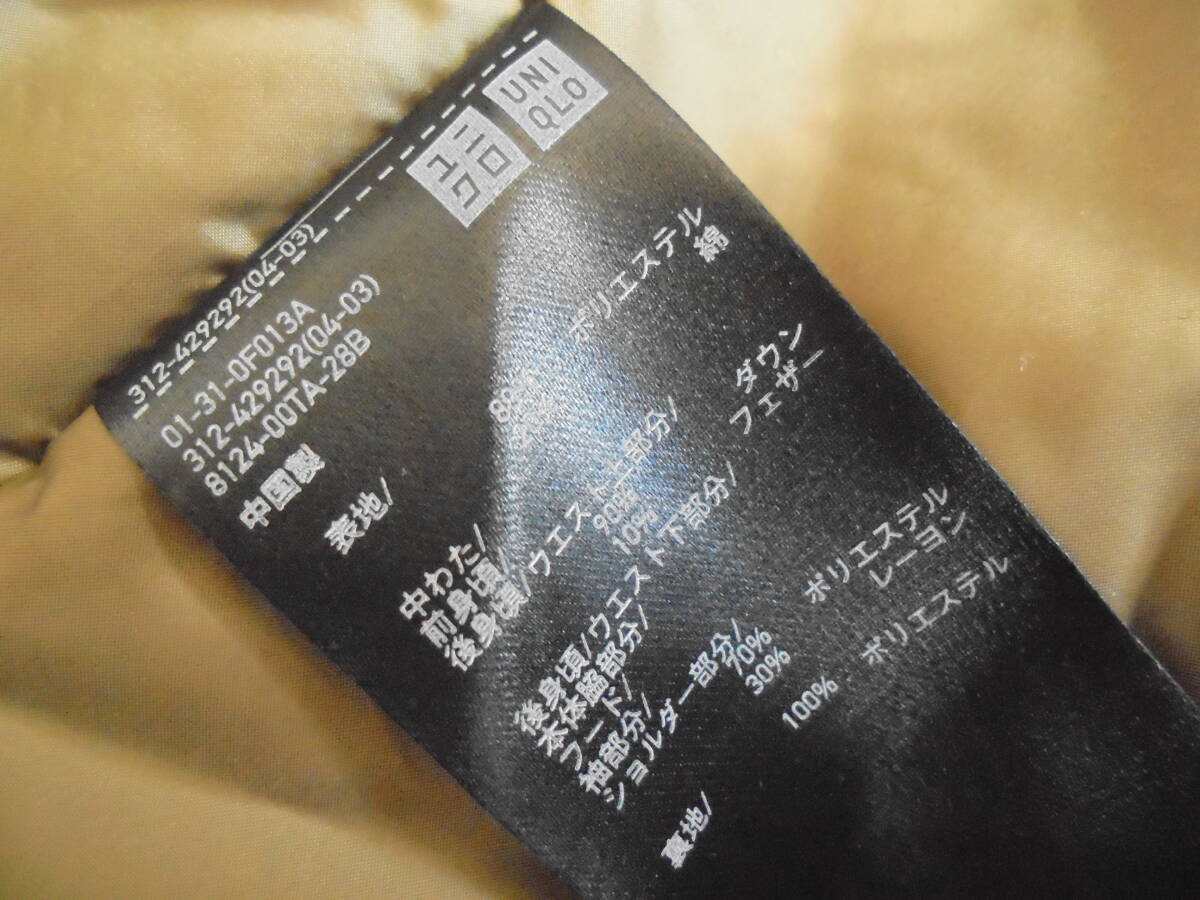 ユニ
クロ
UNI
QLO
312-429292(04-03)
01-31-0F013A
312-429292(04-03)
8124-00TA-28B
中国製
表地/
ポリエステル
綿
中わた/
前身頃/
後身頃/ウエスト上部分/
90% ダウン
10% フェザー
後身頃/ウエスト下部分/
本体脇部分/
フード/
袖部分/
ショルダー部分/
70% ポリエステル
30% レーヨン
裏地/
100% ポリエステル